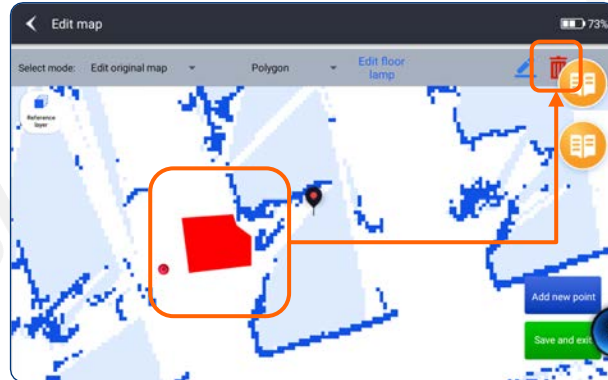 Edit map
73%
Select mode:
Edit original map
Polygon
Edit floor
lamp
Reference
layer
Add new point
Save and exit